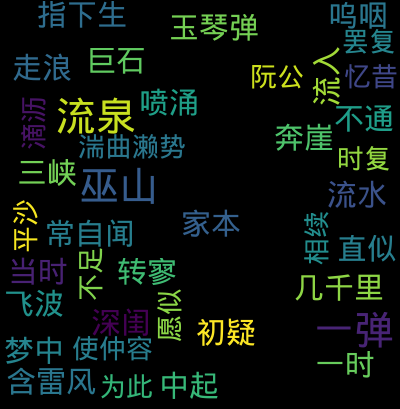 指下生
玉琴弹
呜咽
罢复
走浪
巨石
阮公
流入
忆昔
滴沥
流泉
喷涌
不通
湍曲濑势
奔崖
时复
三峡
巫山
流水
平沙
常自闻
家本
相续
直似
当时
不足
转寥
几千里
飞波
深闺
愿似
初疑
一弹
梦中
使仲容
一时
含雷风
为此
中起